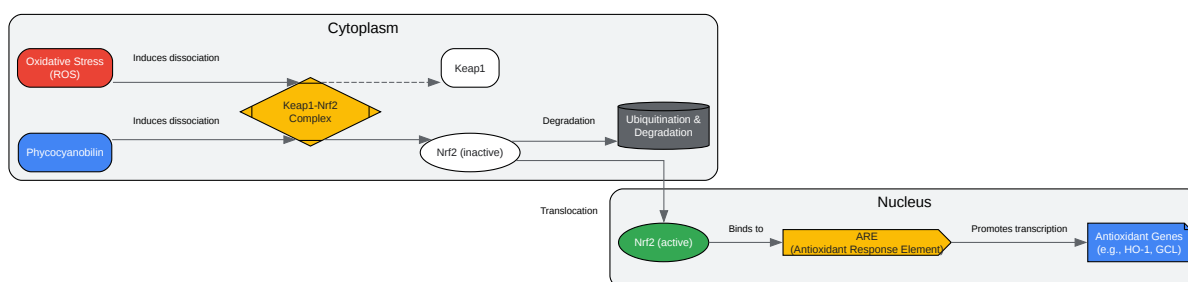 Cytoplasm
Oxidative Stress
(ROS)
Induces dissociation
Keap1
Keap1-Nrf2
Complex
Phycocyanobilin
Induces dissociation
Nrf2 (inactive)
Degradation
Ubiquitination &
Degradation
Translocation
Nucleus
Nrf2 (active)
Binds to
ARE
(Antioxidant Response Element)
Promotes transcription
Antioxidant Genes
(e.g., HO-1, GCL)